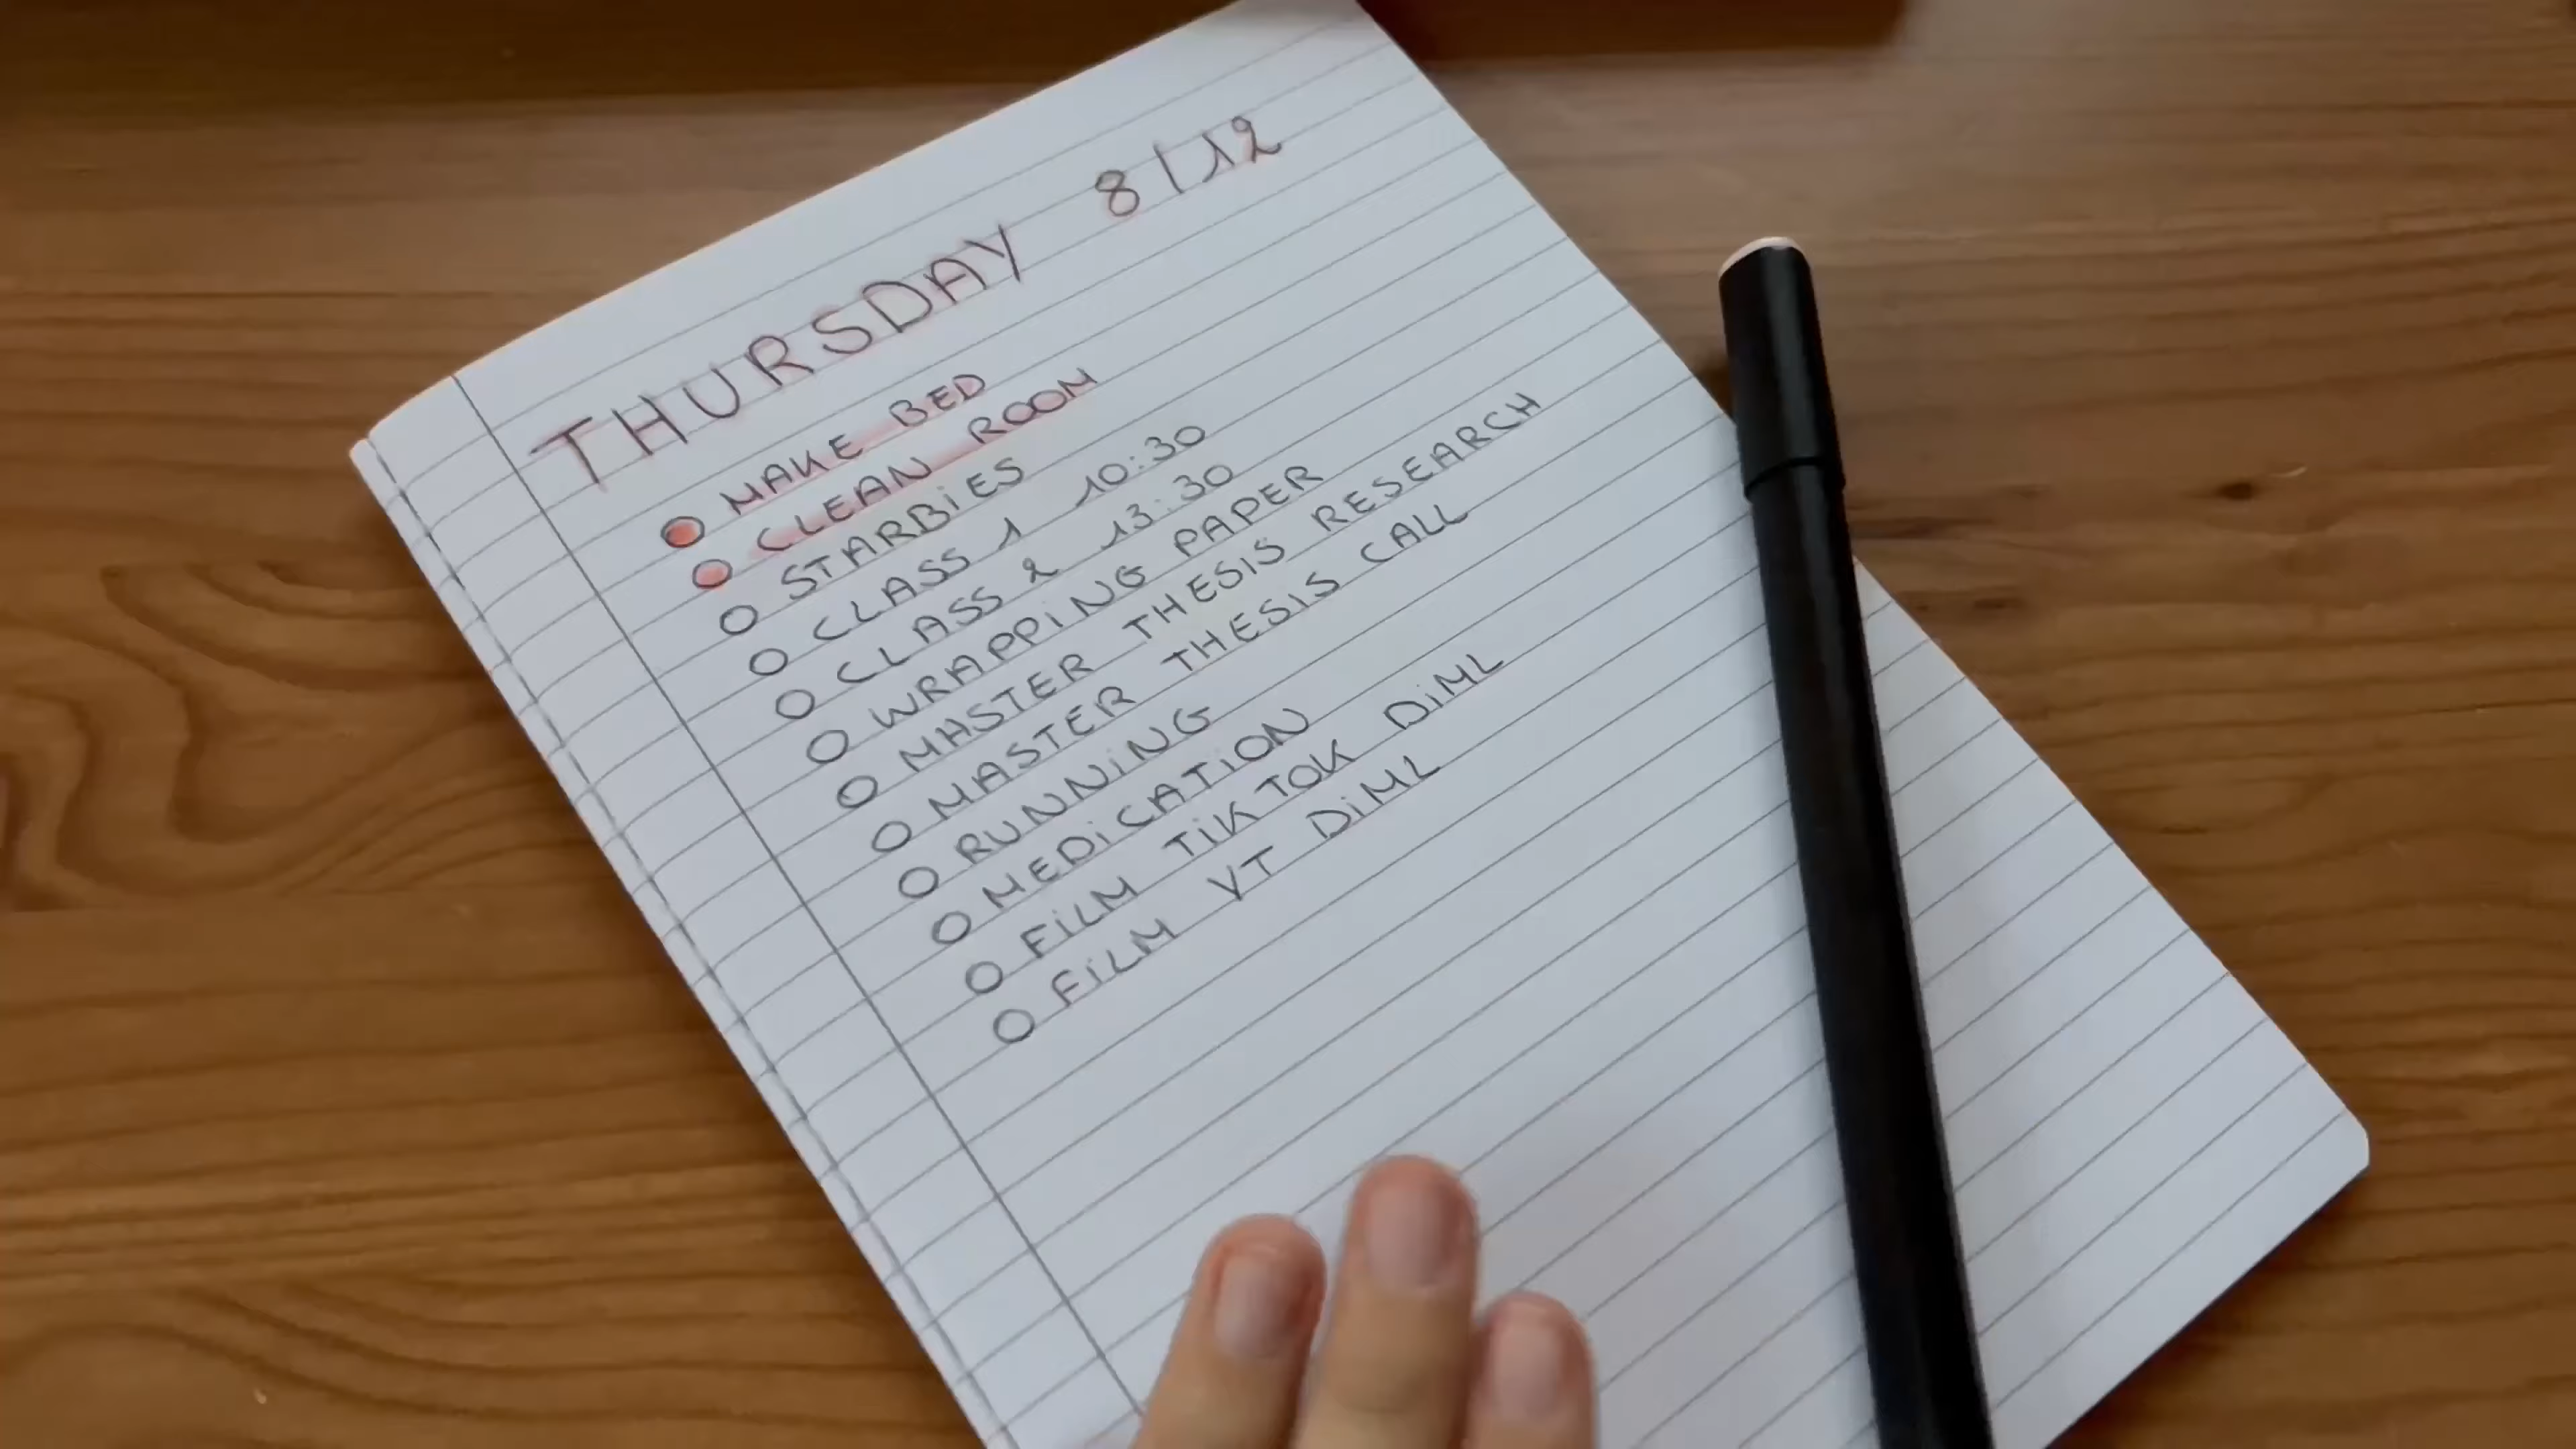 THURSDAY 8/12
MAKE BED
CLEAN ROOM
STARBiES
CLASS 1 10:30
CLASS 2 13:30
WRAPPiNG PAPER
MASTER THESIS RESEARCH
MASTER THESIS CALL
RUNNiNG
MEDiCATION
FiLM TiKTOK DiML
FiLM VT DiML